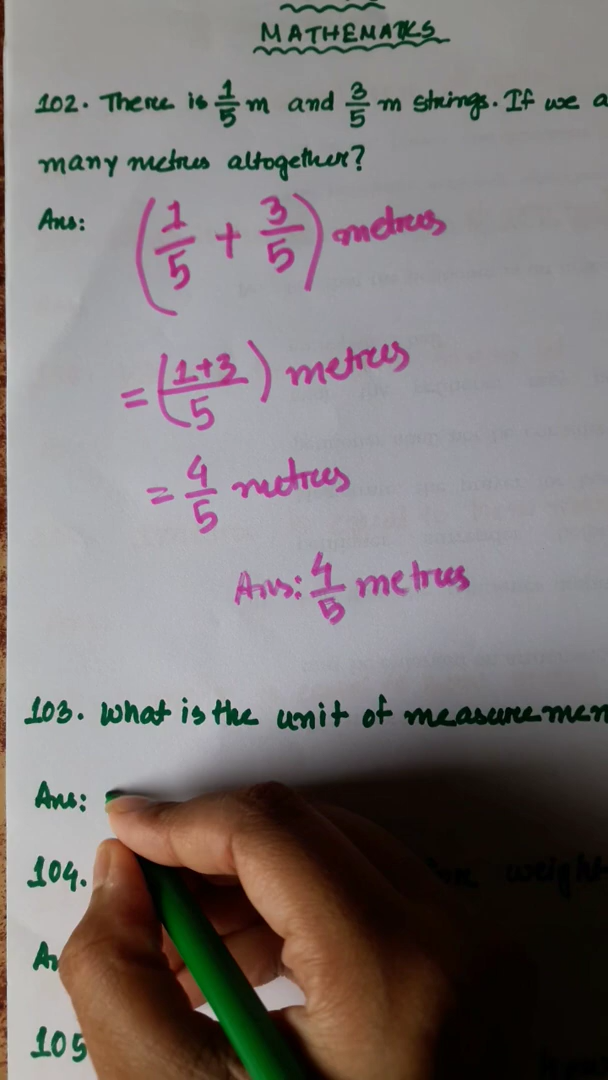 MATHEMATICS
102. There is 1/5 m and 3/5 m strings. If we a
many metres altogether?
Ans: (1/5 + 3/5) metres
= (1+3/5) metres
= 4/5 metres
Ans: 4/5 metres
103. What is the unit of measuremen
Ans:
104. weight
105